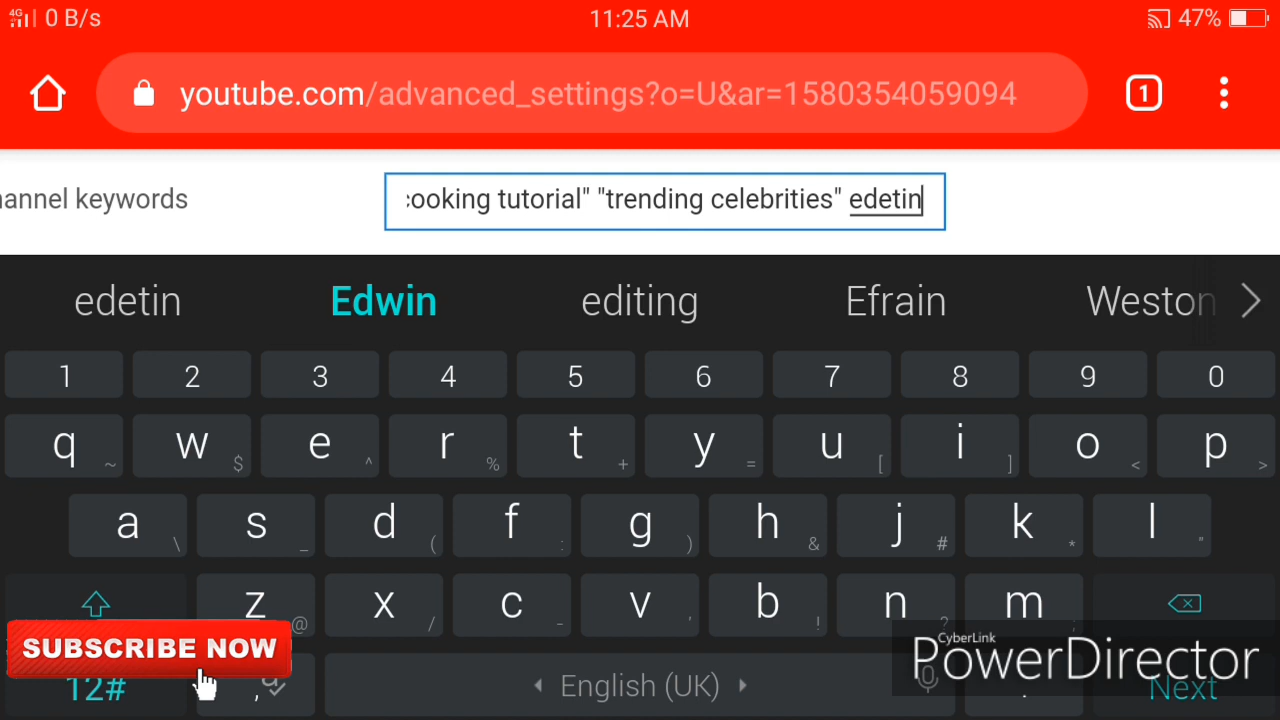 4G 0 B/s 11:25 AM 47%
youtube.com/advanced_settings?o=U&ar=1580354059094 1
hannel keywords cooking tutorial" "trending celebrities" edetin
edetin Edwin editing Efrain Weston
1 2 3 4 5 6 7 8 9 0
q w e r t y u i o p
~ $ ^ % + = [ ] < >
a s d f g h j k l
\ _ ( : ) & # * "
z x c v b n m
@ / - ' ! ? ;
SUBSCRIBE NOW
CyberLink
PowerDirector
12# , English (UK) . Next